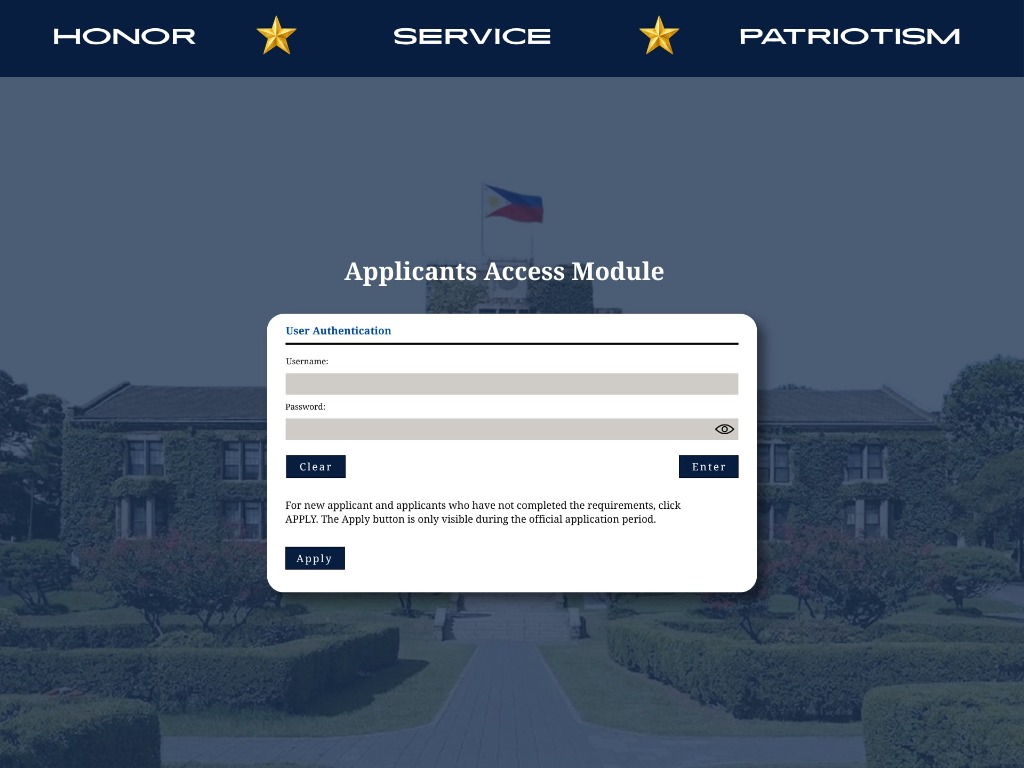 HONOR SERVICE PATRIOTISM
Applicants Access Module
User Authentication
Username:
Password:
Clear
Enter
For new applicant and applicants who have not completed the requirements, click
APPLY. The Apply button is only visible during the official application period.
Apply